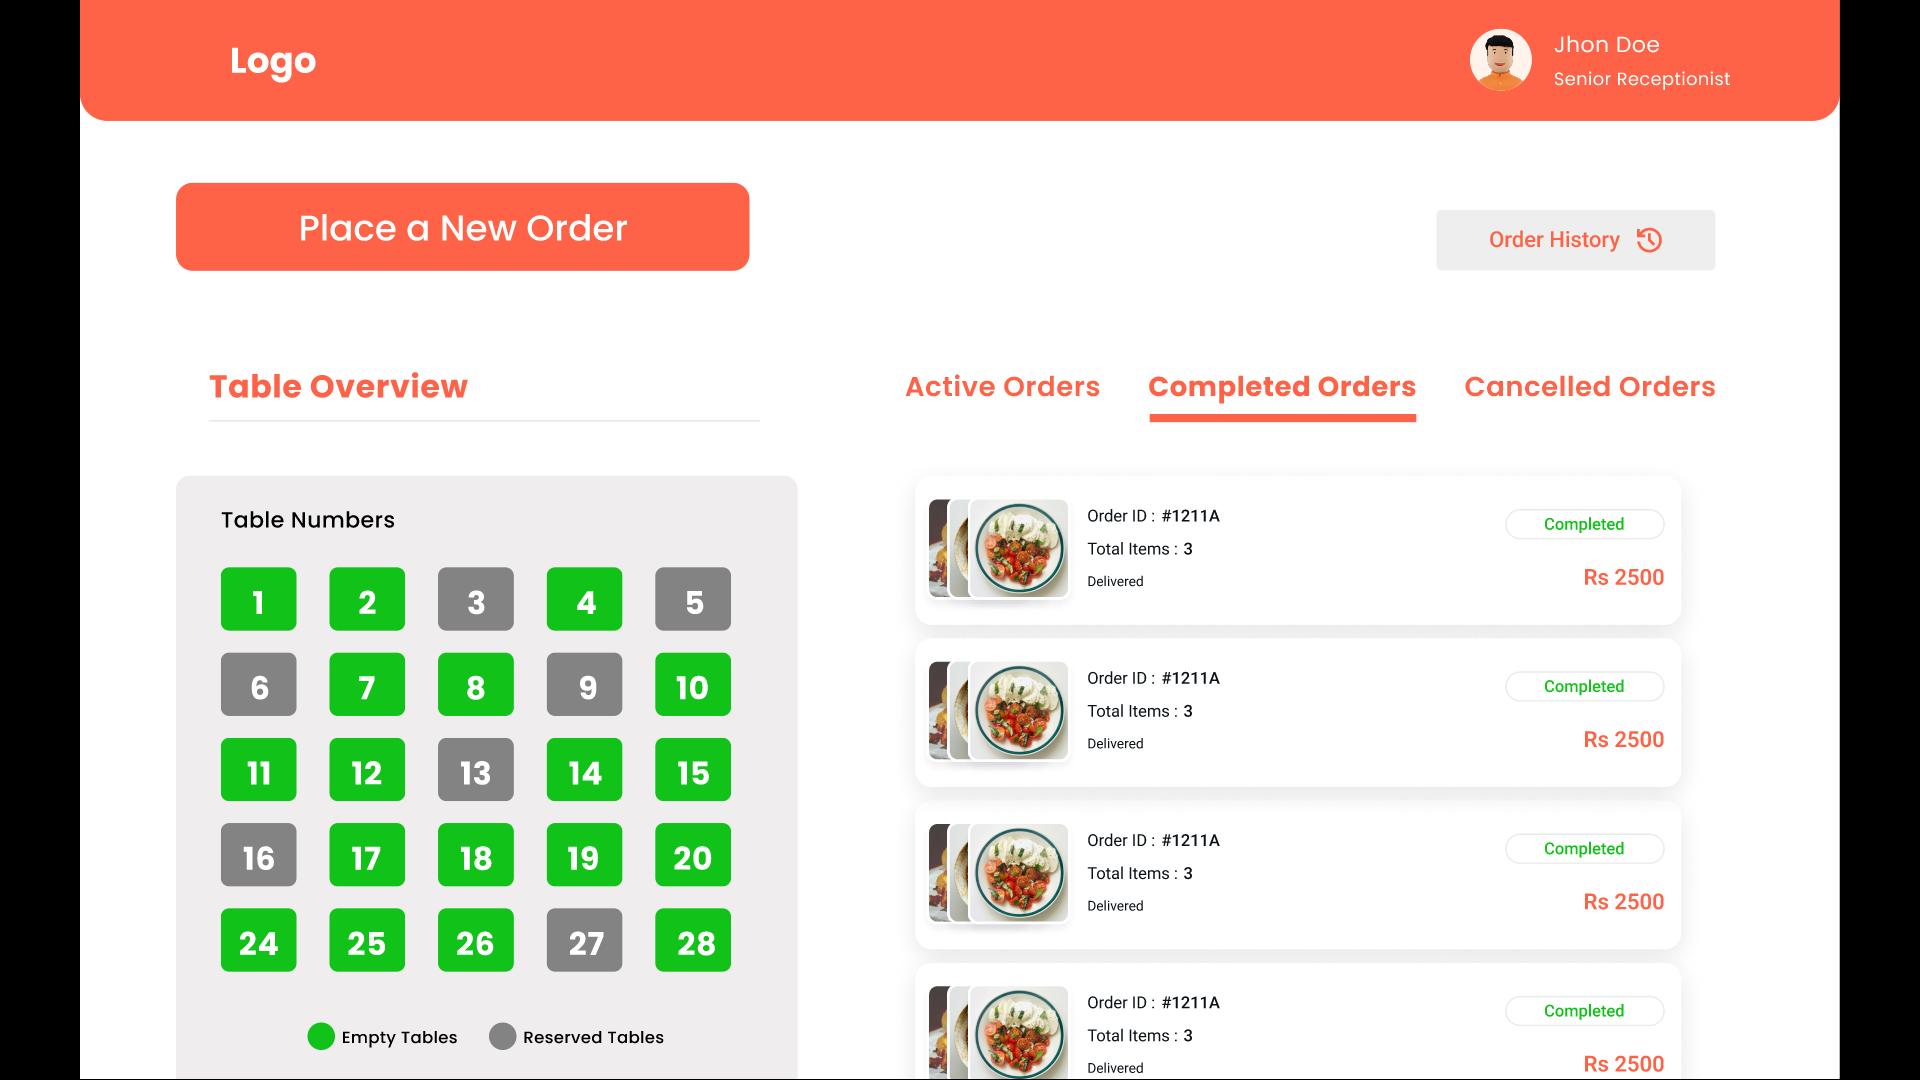 Logo
Jhon Doe
Senior Receptionist
Place a New Order
Order History
Table Overview
Active Orders Completed Orders Cancelled Orders
Table Numbers
1 2 3 4 5
6 7 8 9 10
11 12 13 14 15
16 17 18 19 20
24 25 26 27 28
Empty Tables Reserved Tables
Order ID : #1211A
Total Items : 3
Delivered
Completed
Rs 2500
Order ID : #1211A
Total Items : 3
Delivered
Completed
Rs 2500
Order ID : #1211A
Total Items : 3
Delivered
Completed
Rs 2500
Order ID : #1211A
Total Items : 3
Delivered
Completed
Rs 2500